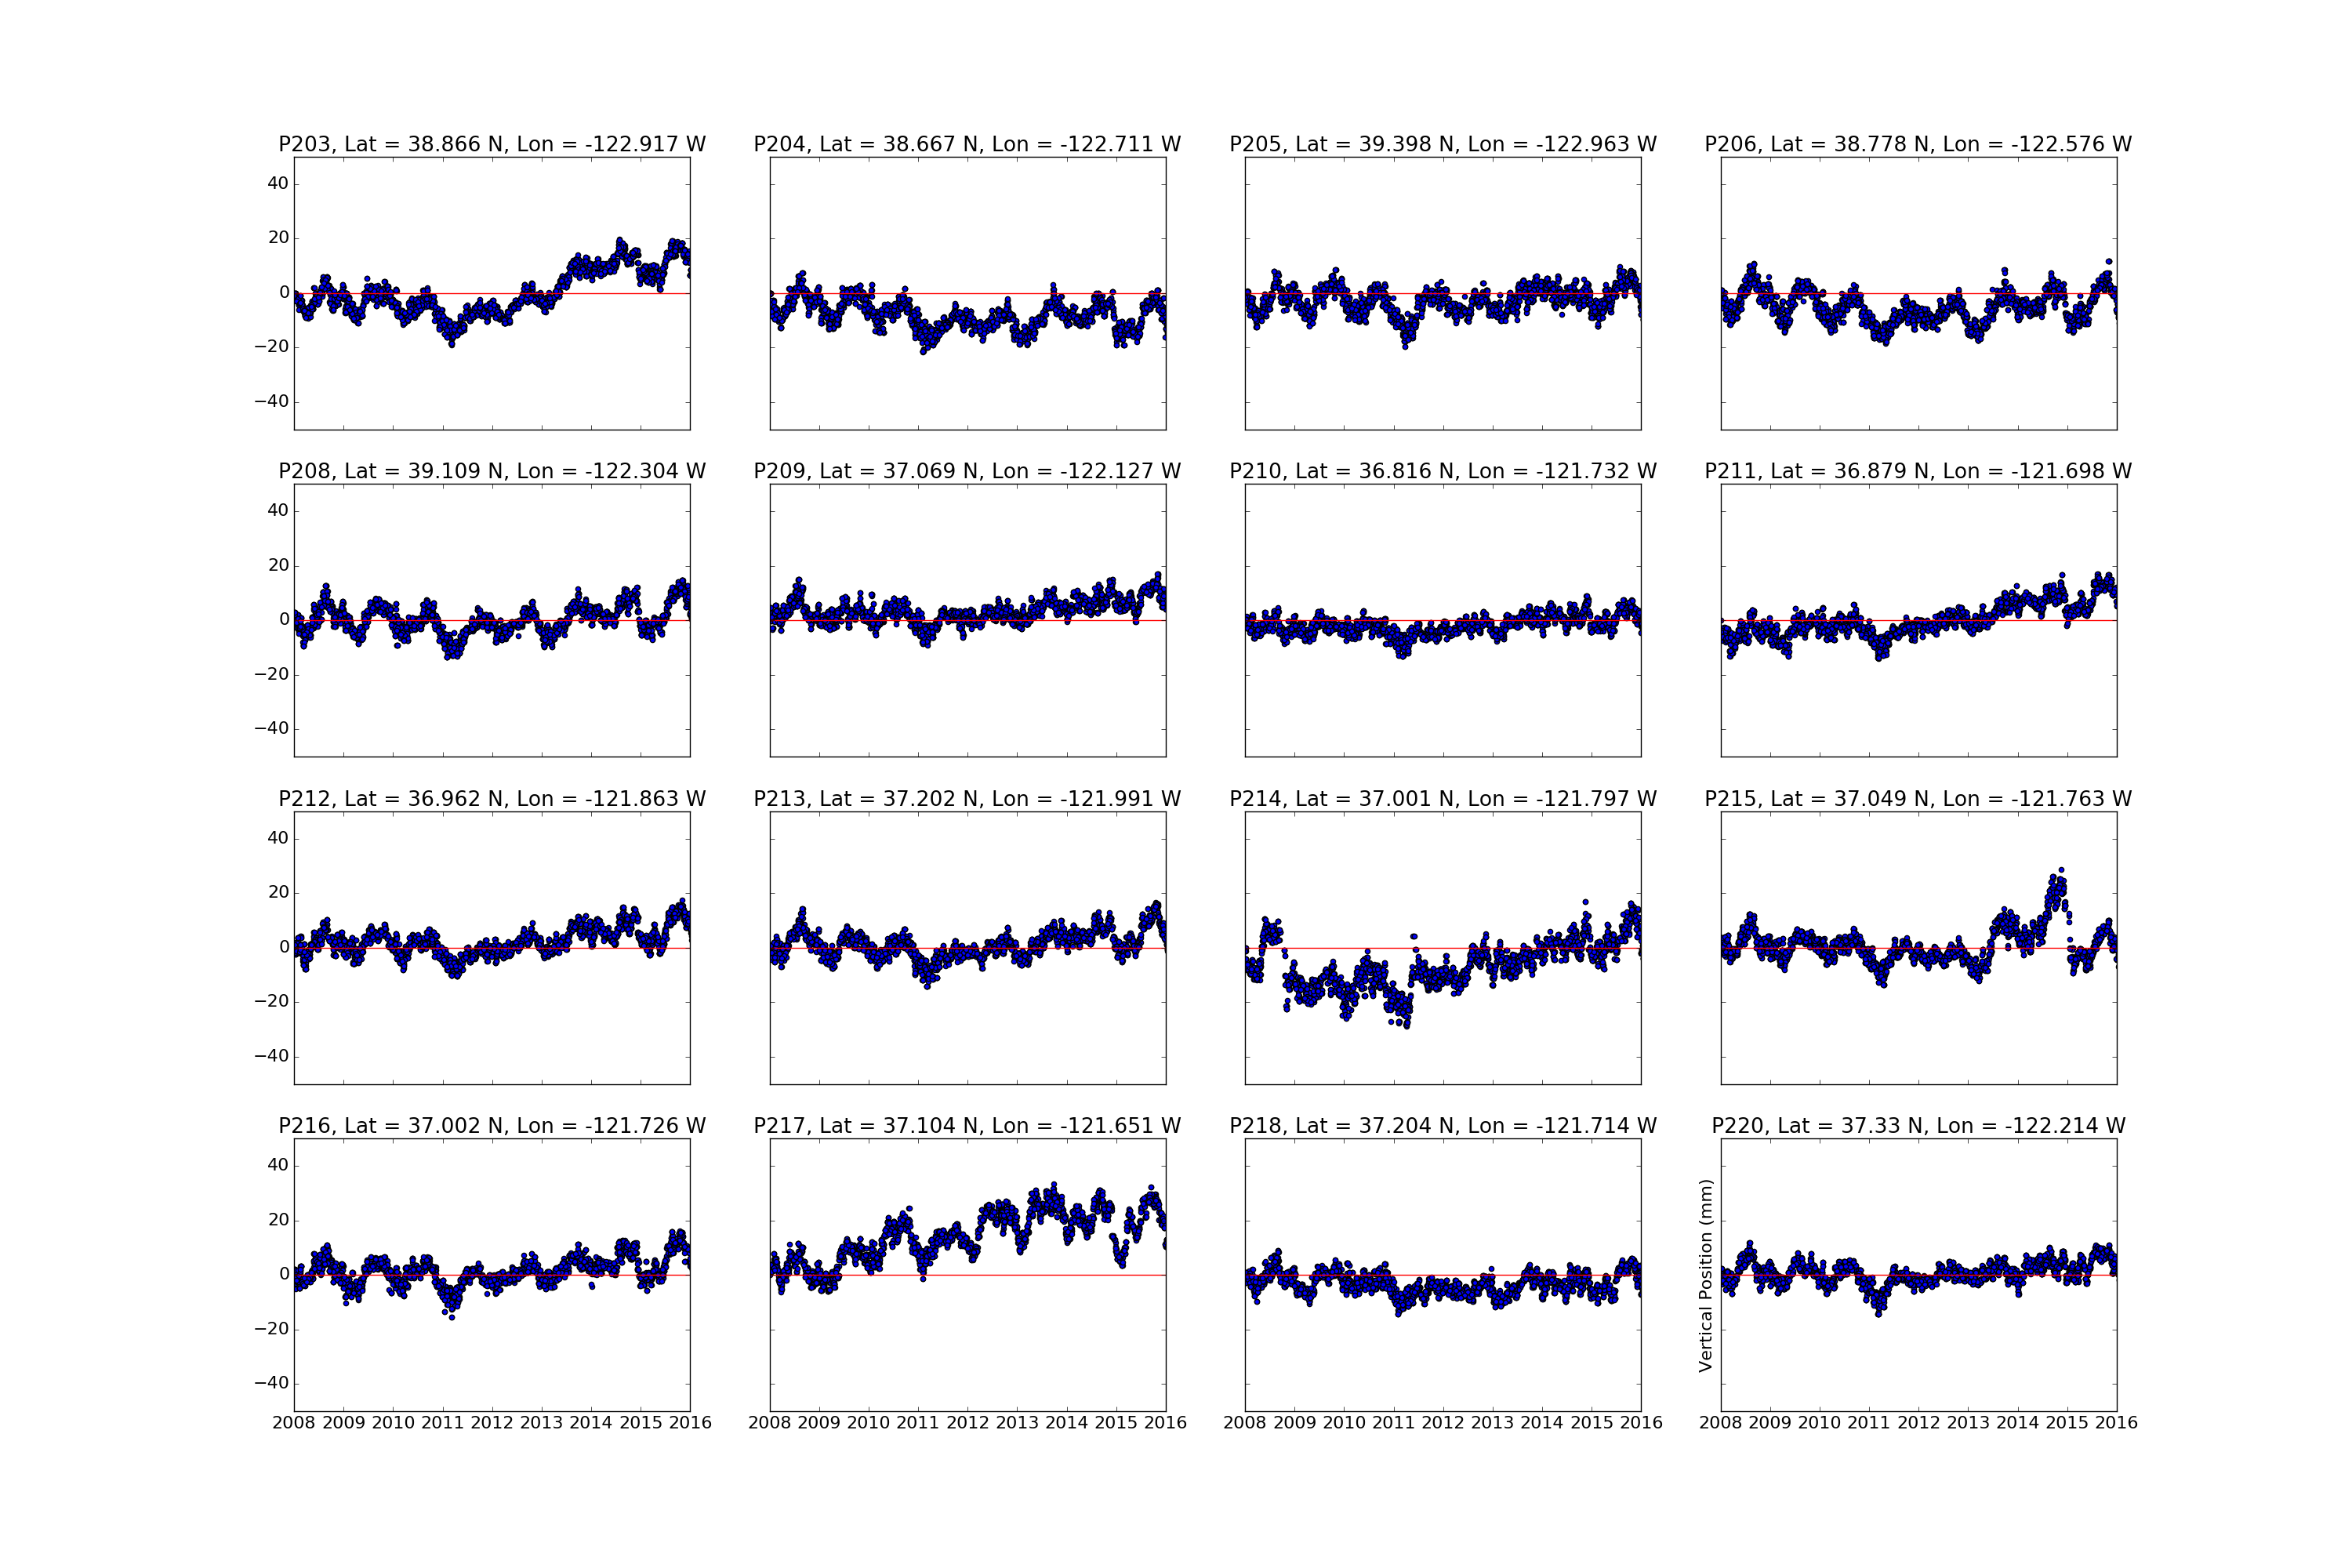 P203, Lat = 38.866 N, Lon = -122.917 W
P204, Lat = 38.667 N, Lon = -122.711 W
P205, Lat = 39.398 N, Lon = -122.963 W
P206, Lat = 38.778 N, Lon = -122.576 W
40
20
0
−20
−40
P208, Lat = 39.109 N, Lon = -122.304 W
P209, Lat = 37.069 N, Lon = -122.127 W
P210, Lat = 36.816 N, Lon = -121.732 W
P211, Lat = 36.879 N, Lon = -121.698 W
40
20
0
−20
−40
P212, Lat = 36.962 N, Lon = -121.863 W
P213, Lat = 37.202 N, Lon = -121.991 W
P214, Lat = 37.001 N, Lon = -121.797 W
P215, Lat = 37.049 N, Lon = -121.763 W
40
20
0
−20
−40
P216, Lat = 37.002 N, Lon = -121.726 W
P217, Lat = 37.104 N, Lon = -121.651 W
P218, Lat = 37.204 N, Lon = -121.714 W
P220, Lat = 37.33 N, Lon = -122.214 W
40
20
0
−20
−40
Vertical Position (mm)
2008 2009 2010 2011 2012 2013 2014 2015 2016
2008 2009 2010 2011 2012 2013 2014 2015 2016
2008 2009 2010 2011 2012 2013 2014 2015 2016
2008 2009 2010 2011 2012 2013 2014 2015 2016